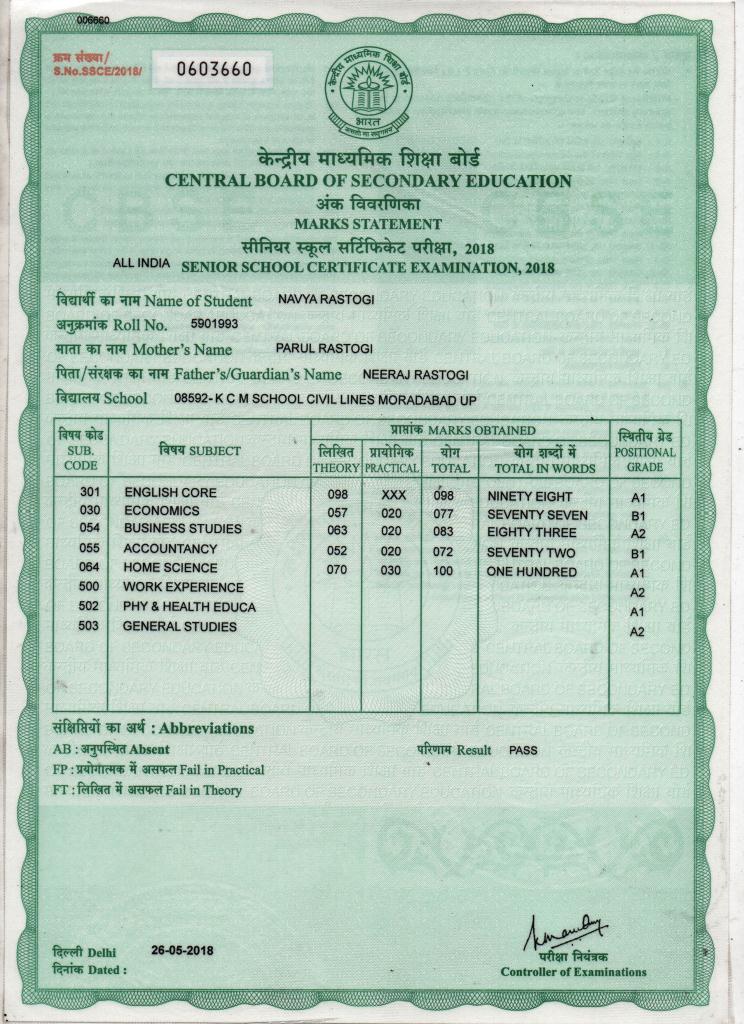 006660
क्रम संख्या/
S.No.SSCE/2018/ 0603660
केन्द्रीय माध्यमिक शिक्षा बोर्ड
भारत
असतो मा सद्गमय
केन्द्रीय माध्यमिक शिक्षा बोर्ड
CENTRAL BOARD OF SECONDARY EDUCATION
अंक विवरणिका
MARKS STATEMENT
सीनियर स्कूल सर्टिफिकेट परीक्षा, 2018
ALL INDIA SENIOR SCHOOL CERTIFICATE EXAMINATION, 2018
विद्यार्थी का नाम Name of Student NAVYA RASTOGI
अनुक्रमांक Roll No. 5901993
माता का नाम Mother's Name PARUL RASTOGI
पिता/संरक्षक का नाम Father's/Guardian's Name NEERAJ RASTOGI
विद्यालय School 08592- K C M SCHOOL CIVIL LINES MORADABAD UP
विषय कोड SUB. CODE
विषय SUBJECT
प्राप्तांक MARKS OBTAINED
लिखित THEORY
प्रायोगिक PRACTICAL
योग TOTAL
योग शब्दों में TOTAL IN WORDS
स्थितीय ग्रेड POSITIONAL GRADE
301 ENGLISH CORE 098 XXX 098 NINETY EIGHT A1
030 ECONOMICS 057 020 077 SEVENTY SEVEN B1
054 BUSINESS STUDIES 063 020 083 EIGHTY THREE A2
055 ACCOUNTANCY 052 020 072 SEVENTY TWO B1
064 HOME SCIENCE 070 030 100 ONE HUNDRED A1
500 WORK EXPERIENCE A2
502 PHY & HEALTH EDUCA A1
503 GENERAL STUDIES A2
संक्षिप्तियों का अर्थ : Abbreviations
AB : अनुपस्थित Absent परिणाम Result PASS
FP : प्रयोगात्मक में असफल Fail in Practical
FT : लिखित में असफल Fail in Theory
दिल्ली Delhi 26-05-2018
दिनांक Dated :
परीक्षा नियंत्रक
Controller of Examinations